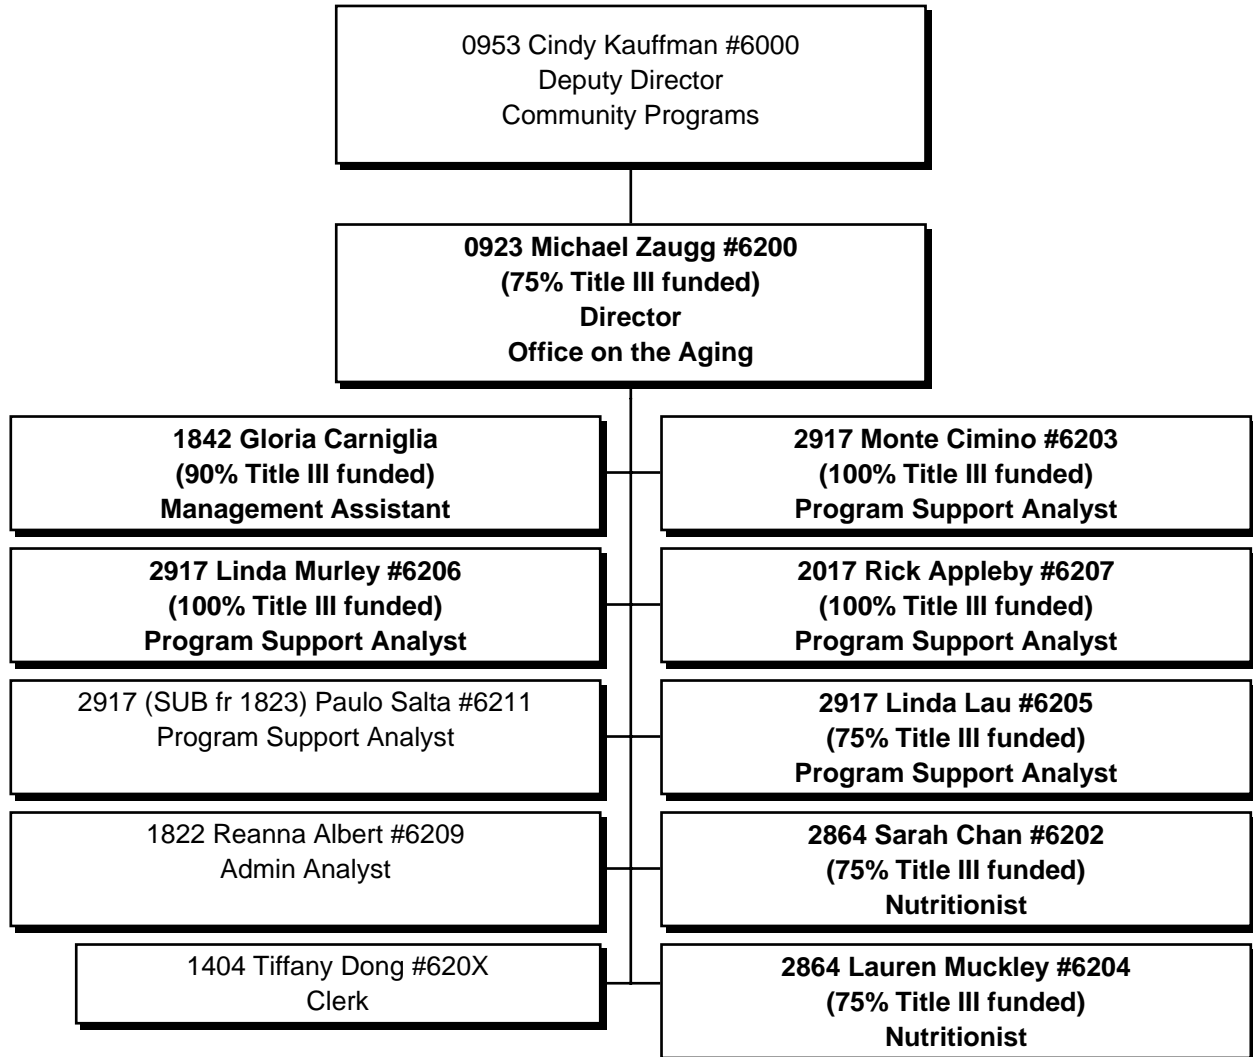 0953 Cindy Kauffman #6000
Deputy Director
Community Programs
0923 Michael Zaugg #6200
(75% Title III funded)
Director
Office on the Aging
1842 Gloria Carniglia
(90% Title III funded)
Management Assistant
2917 Monte Cimino #6203
(100% Title III funded)
Program Support Analyst
2917 Linda Murley #6206
(100% Title III funded)
Program Support Analyst
2017 Rick Appleby #6207
(100% Title III funded)
Program Support Analyst
2917 (SUB fr 1823) Paulo Salta #6211
Program Support Analyst
2917 Linda Lau #6205
(75% Title III funded)
Program Support Analyst
1822 Reanna Albert #6209
Admin Analyst
2864 Sarah Chan #6202
(75% Title III funded)
Nutritionist
1404 Tiffany Dong #620X
Clerk
2864 Lauren Muckley #6204
(75% Title III funded)
Nutritionist